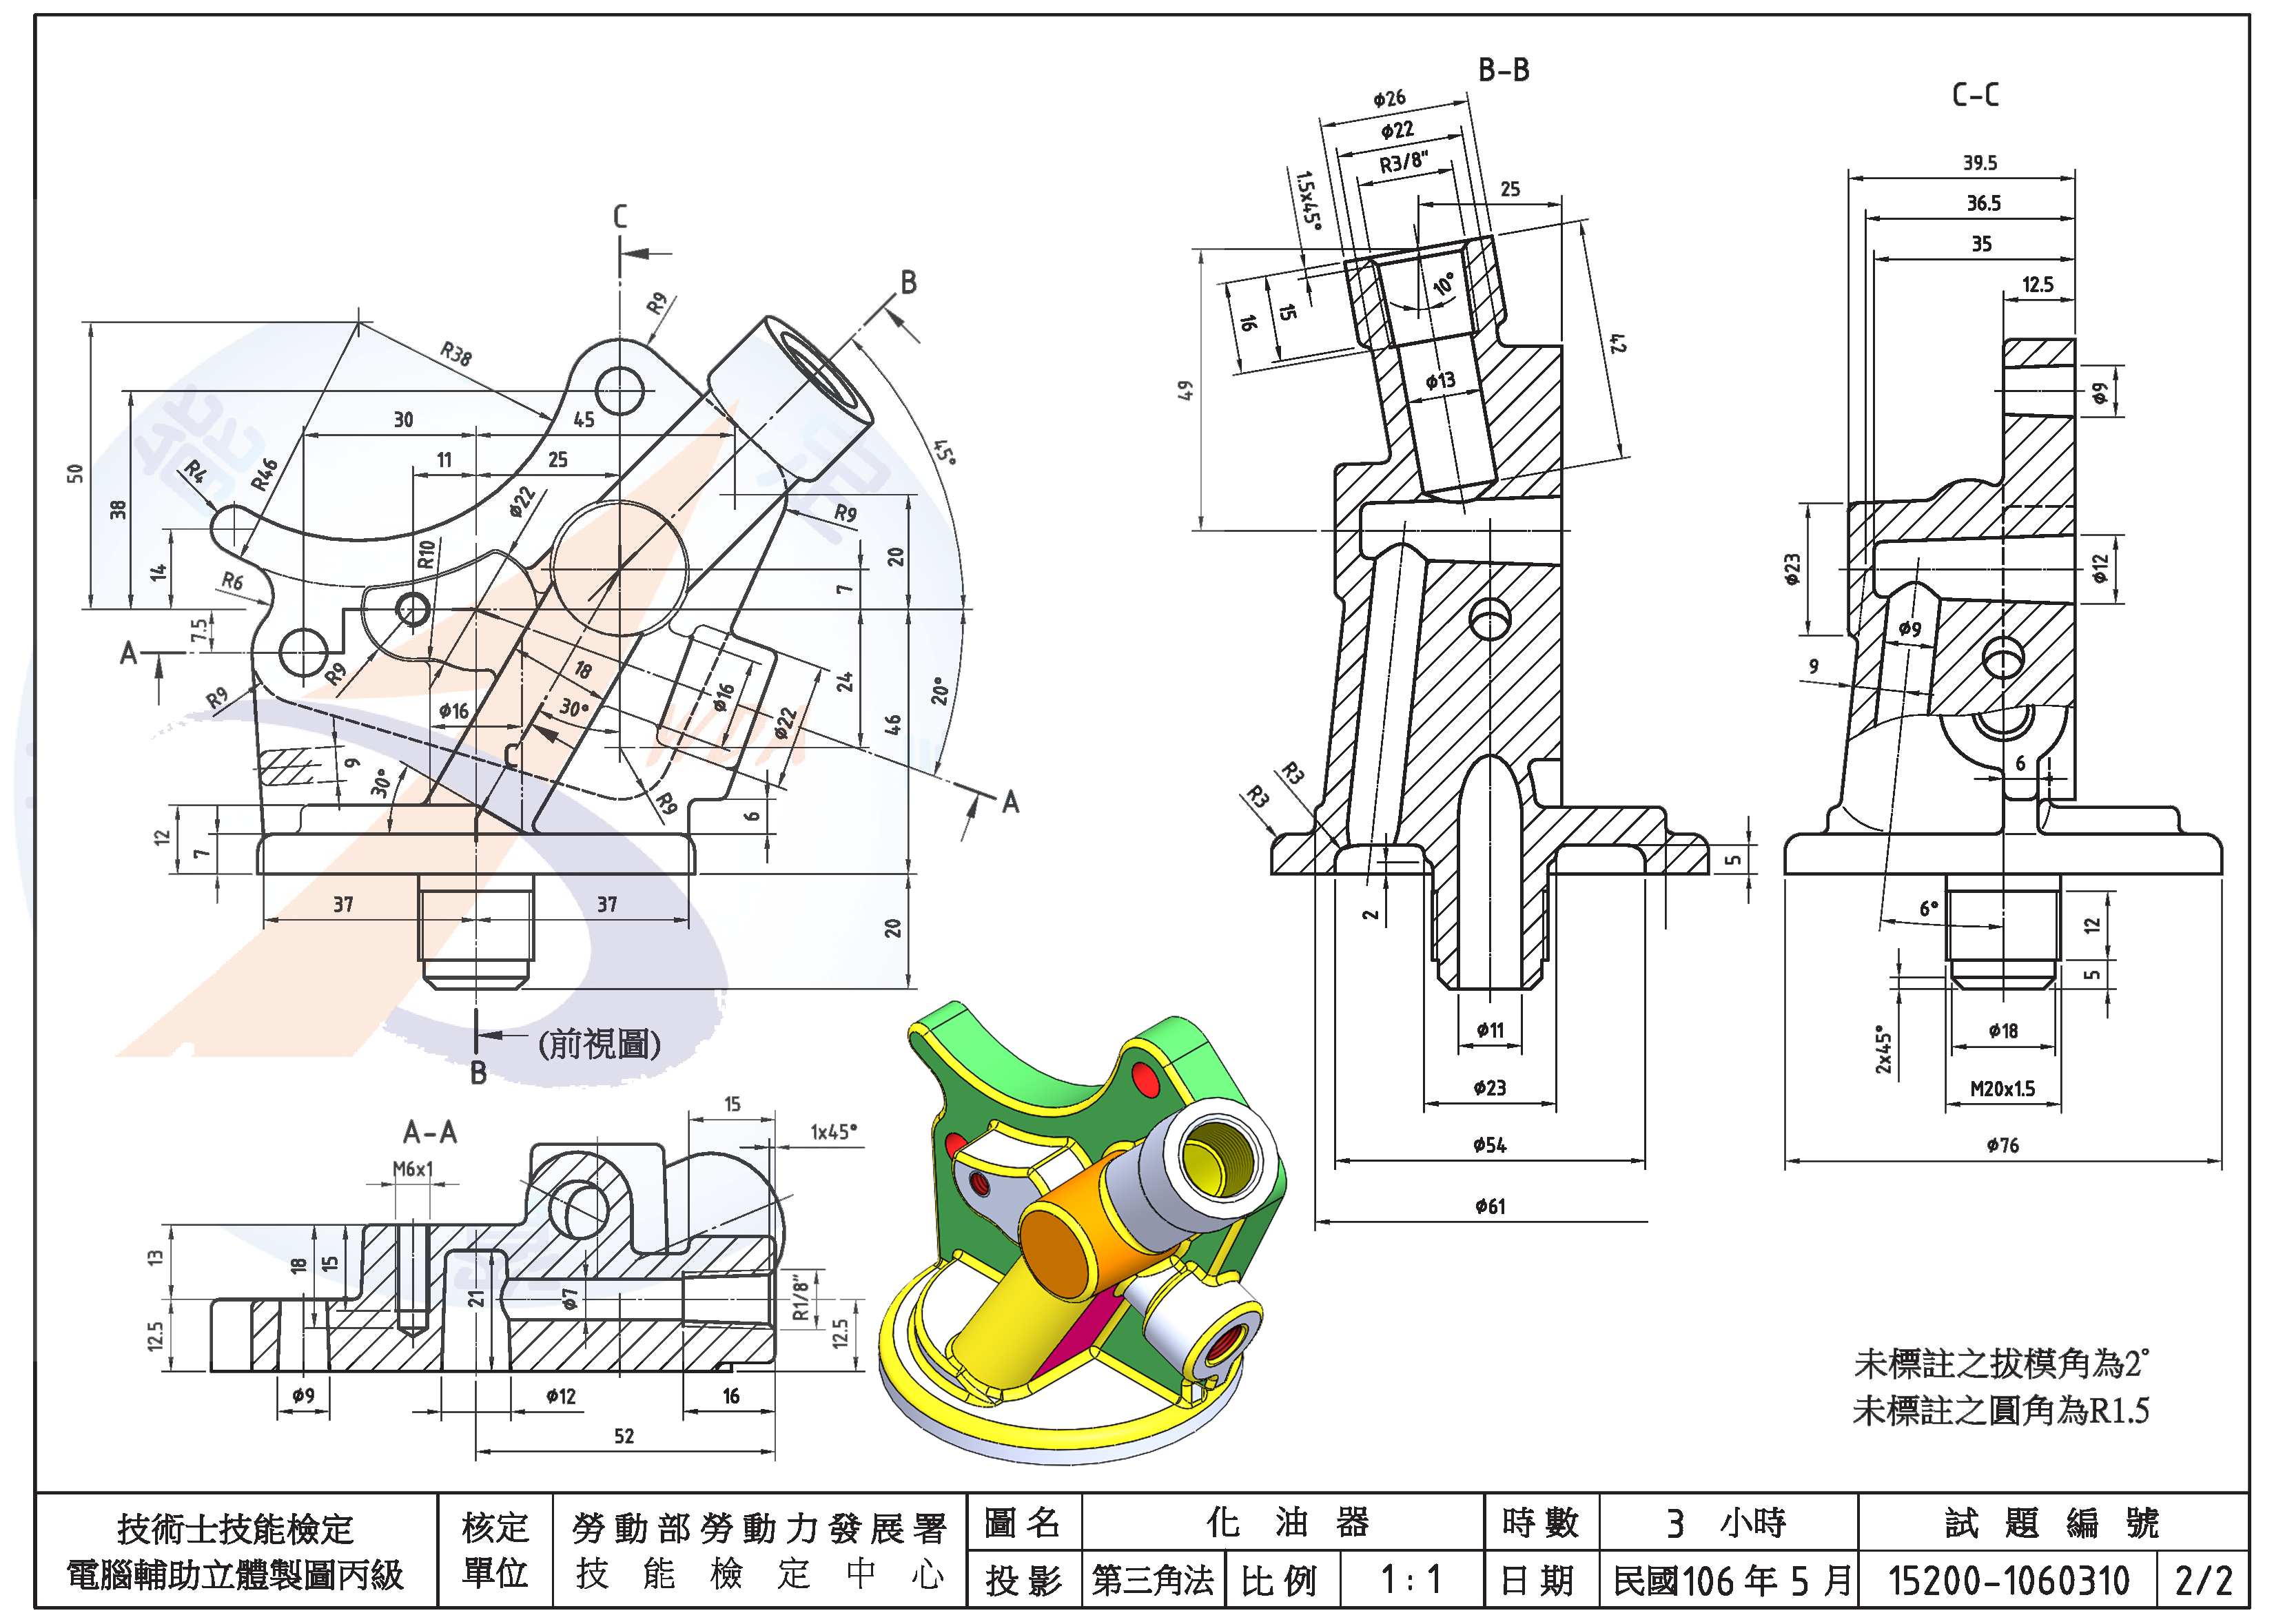 C
B
R9
R38
50
38
30
45
11
25
R4
R46
φ22
45°
R9
R10
20
7
14
R6
7.5
A
R9
R9
18
φ16
30°
φ16
φ22
24
46
20°
9
30°
C
R9
6
A
12
7
37
37
20
B
(前視圖)
B-B
φ26
φ22
R3/8"
1.5x45°
25
10°
15
16
42
49
φ13
R3
R3
5
2
φ11
φ23
φ54
φ61
C-C
39.5
36.5
35
12.5
φ9
φ23
φ12
φ9
9
6
6°
12
5
2x45°
φ18
M20x1.5
φ76
A-A
M6x1
15
1x45°
13
18
15
21
φ7
R1/8"
12.5
12.5
φ9
φ12
16
52
WDA
未標註之拔模角為2°
未標註之圓角為R1.5
技術士技能檢定
電腦輔助立體製圖丙級
核定
單位
勞動部勞動力發展署
技能檢定中心
圖名
化油器
時數
3 小時
試題編號
投影
第三角法
比例
1:1
日期
民國106年5月
15200-1060310
2/2